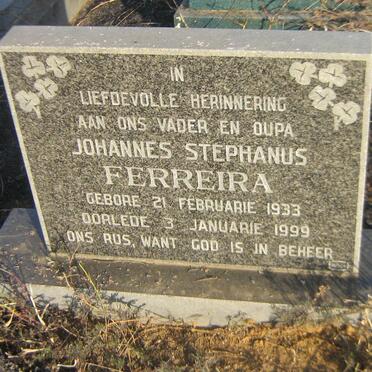 IN
LIEFDEVOLLE HERINNERING
AAN ONS VADER EN OUPA
JOHANNES STEPHANUS
FERREIRA
GEBORE 21 FEBRUARIE 1933
OORLEDE 3 JANUARIE 1999
ONS RUS, WANT GOD IS IN BEHEER